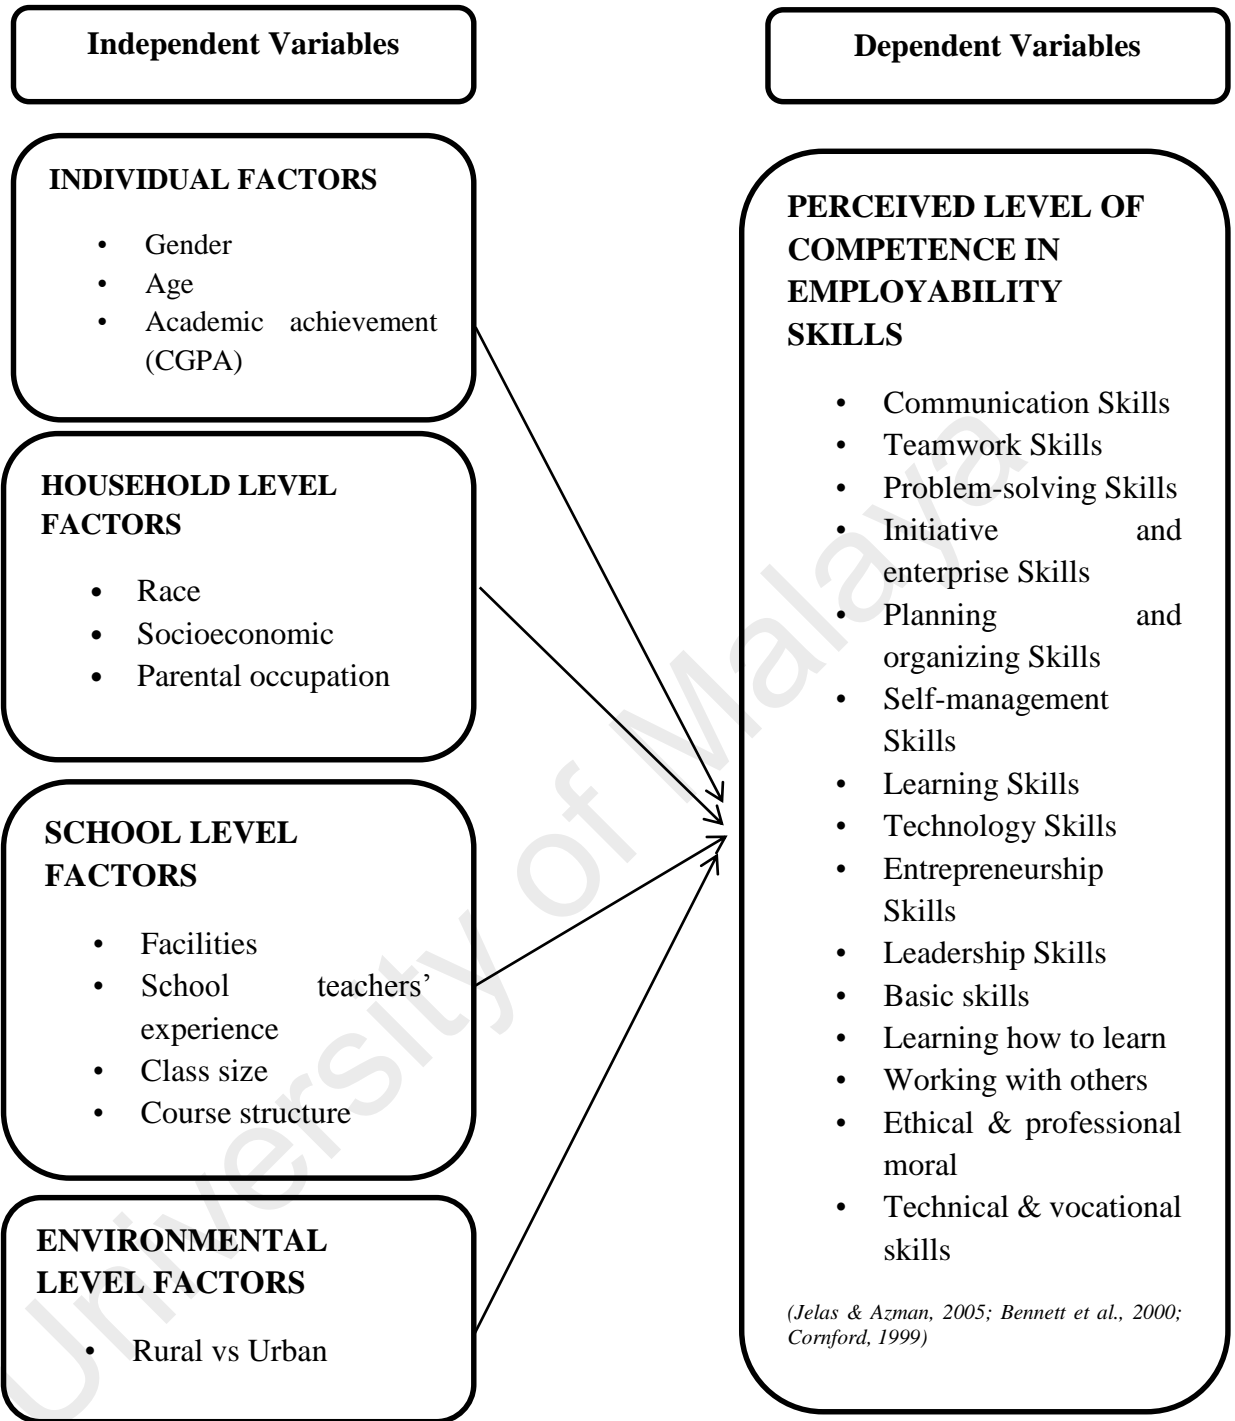 Independent Variables
Dependent Variables
INDIVIDUAL FACTORS
• Gender
• Age
• Academic achievement
(CGPA)
HOUSEHOLD LEVEL
FACTORS
• Race
• Socioeconomic
• Parental occupation
SCHOOL LEVEL
FACTORS
• Facilities
• School teachers’
experience
• Class size
• Course structure
ENVIRONMENTAL
LEVEL FACTORS
• Rural vs Urban
PERCEIVED LEVEL OF
COMPETENCE IN
EMPLOYABILITY
SKILLS
• Communication Skills
• Teamwork Skills
• Problem-solving Skills
• Initiative and
enterprise Skills
• Planning and
organizing Skills
• Self-management
Skills
• Learning Skills
• Technology Skills
• Entrepreneurship
Skills
• Leadership Skills
• Basic skills
• Learning how to learn
• Working with others
• Ethical & professional
moral
• Technical & vocational
skills
(Jelas & Azman, 2005; Bennett et al., 2000;
Cornford, 1999)
University of Malaya